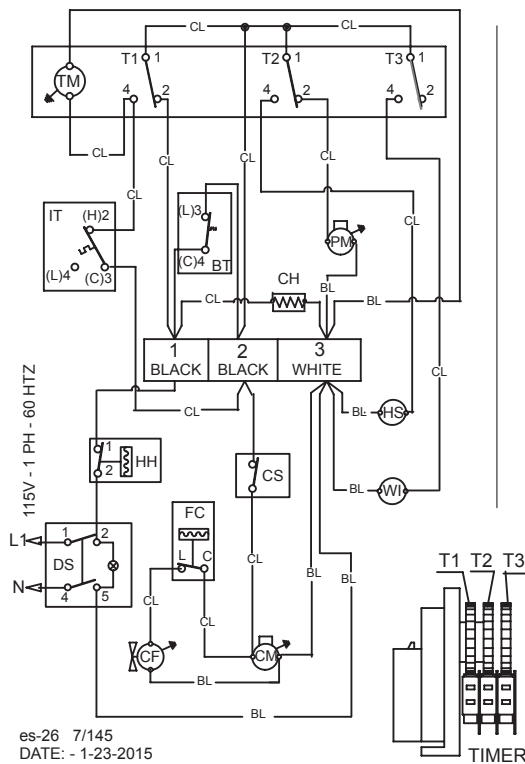 CL CL CL
T1 1 T2 1 T3 1
TM
4 2 4 2 4 2
CL CL
CL CL CL CL
IT (H)2
(L)3
(L)4 (C)3
(C)4 BT
PM
CL CH BL BL
1 2 3
BLACK BLACK WHITE
CL
CL
BL HS
115V - 1 PH - 60 HTZ
1
2 HH
CS
BL WI
FC
L C
L1 1 2
DS
N 4 5
CL CL CL BL BL
CF CM
BL
BL
T1 T2 T3
TIMER
es-26 7/145
DATE: - 1-23-2015